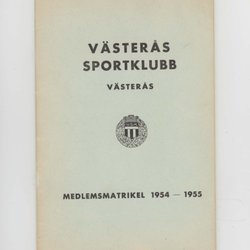 VÄSTERÅS
SPORTKLUBB
VÄSTERÅS
MEDLEMSMATRIKEL 1954 — 1955